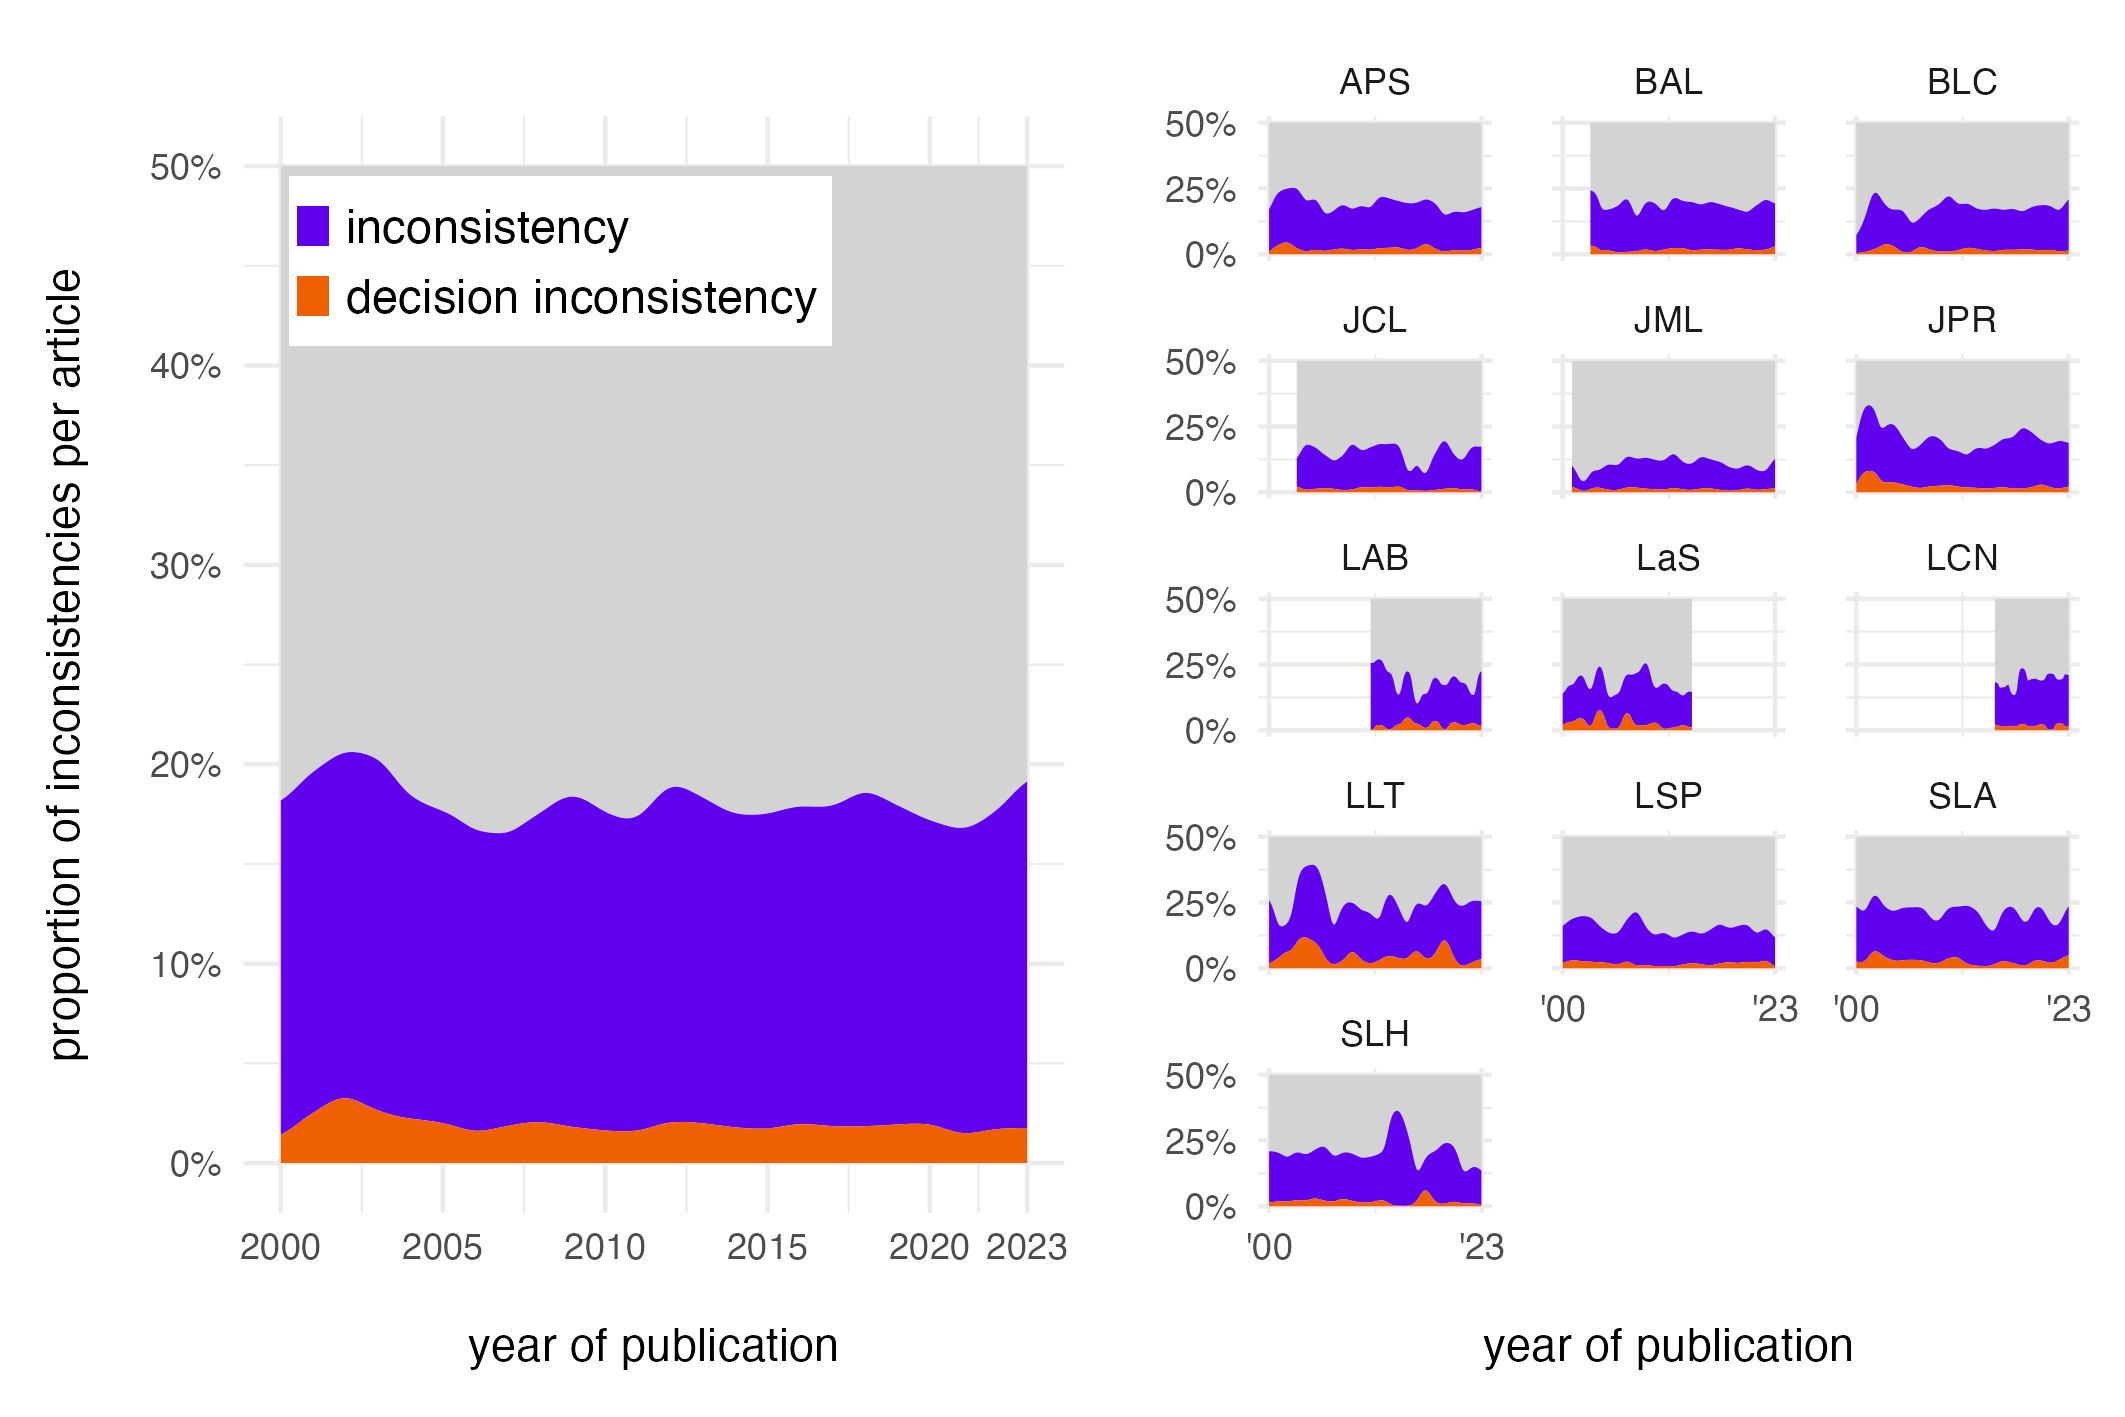 proportion of inconsistencies per article
50%
40%
30%
20%
10%
0%
inconsistency
decision inconsistency
2000 2005 2010 2015 2020 2023
year of publication
APS BAL BLC
50%
25%
0%
JCL JML JPR
50%
25%
0%
LAB LaS LCN
50%
25%
0%
LLT LSP SLA
50%
25%
0%
'00 '23 '00 '23
SLH
50%
25%
0%
'00 '23
year of publication